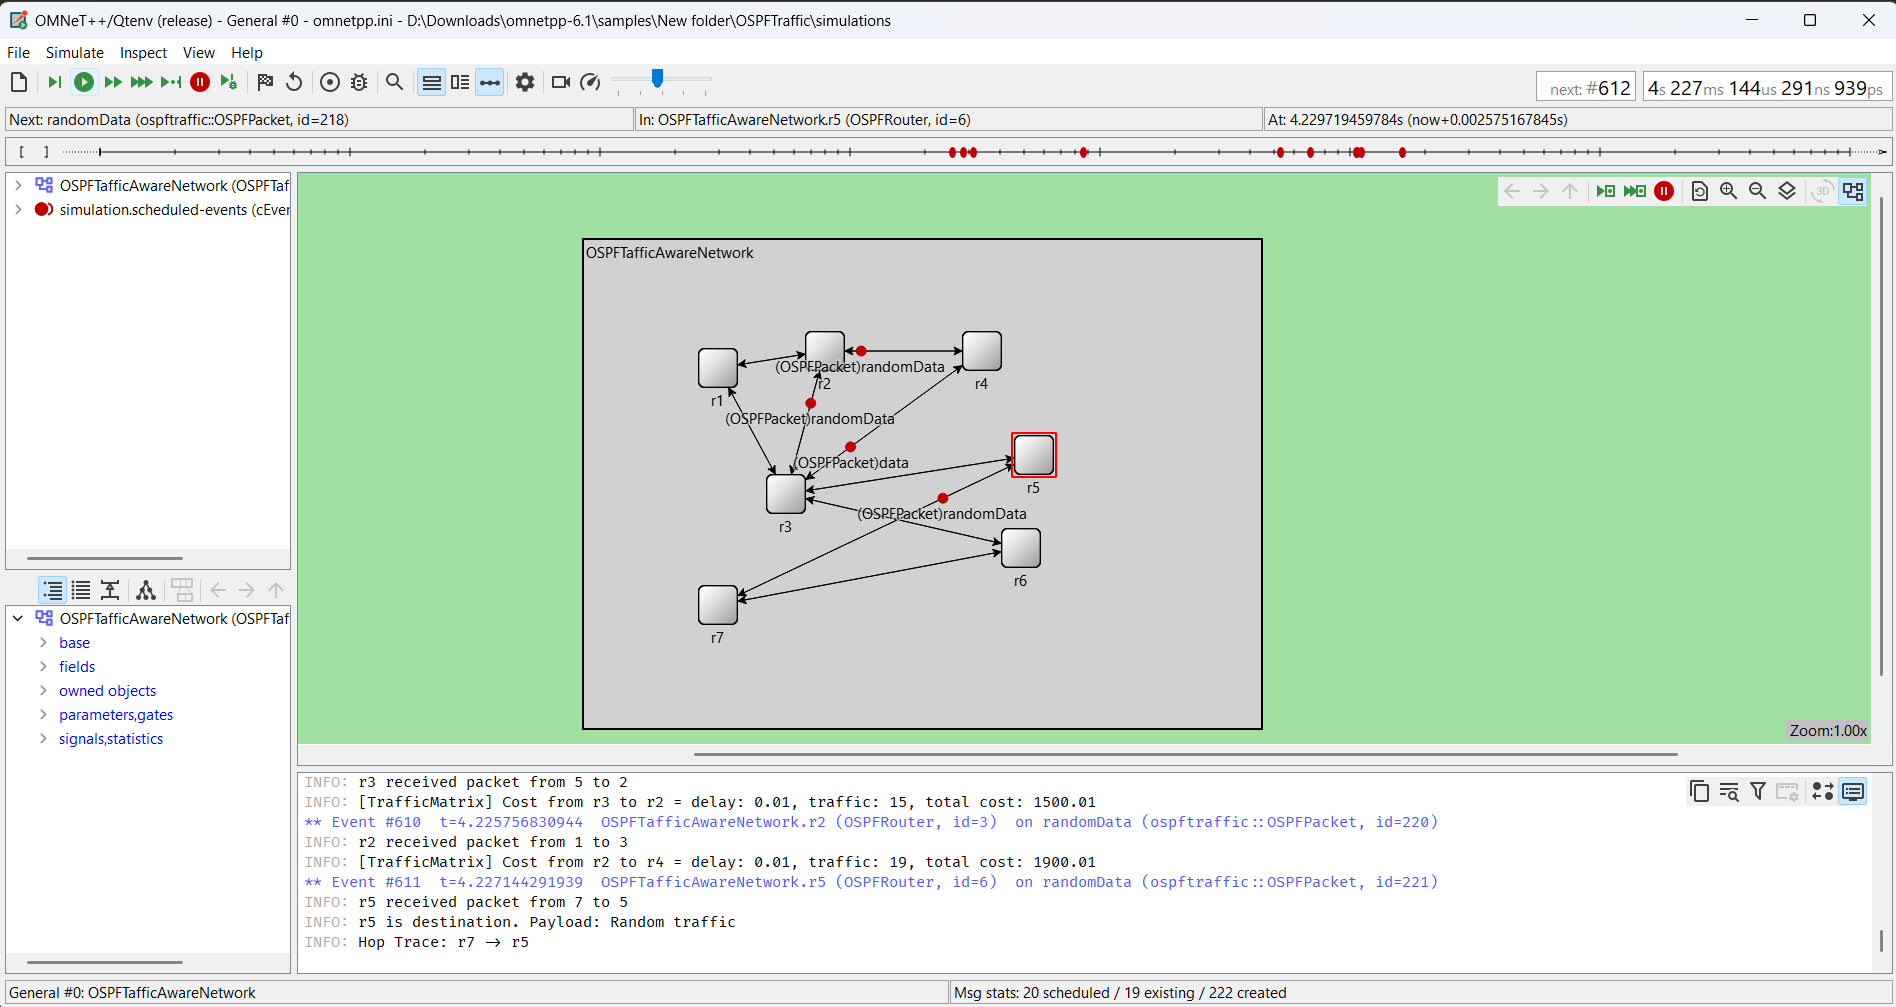 OMNeT++/Qtenv (release) - General #0 - omnetpp.ini - D:\Downloads\omnetpp-6.1\samples\New folder\OSPFTraffic\simulations
File Simulate Inspect View Help
next: #612 4s 227ms 144us 291ns 939ps
Next: randomData (ospftraffic::OSPFPacket, id=218) In: OSPFTafficAwareNetwork.r5 (OSPFRouter, id=6) At: 4.229719459784s (now+0.002575167845s)
[ ]
OSPFTafficAwareNetwork (OSPFTaf
simulation.scheduled-events (cEver
3D
OSPFTafficAwareNetwork
(OSPFPacket)randomData
r2
r4
r1
(OSPFPacket)randomData
(OSPFPacket)data
r5
r3
(OSPFPacket)randomData
r6
r7
Zoom:1.00x
OSPFTafficAwareNetwork (OSPFTaf
base
fields
owned objects
parameters,gates
signals,statistics
INFO: r3 received packet from 5 to 2
INFO: [TrafficMatrix] Cost from r3 to r2 = delay: 0.01, traffic: 15, total cost: 1500.01
** Event #610 t=4.225756830944 OSPFTafficAwareNetwork.r2 (OSPFRouter, id=3) on randomData (ospftraffic::OSPFPacket, id=220)
INFO: r2 received packet from 1 to 3
INFO: [TrafficMatrix] Cost from r2 to r4 = delay: 0.01, traffic: 19, total cost: 1900.01
** Event #611 t=4.227144291939 OSPFTafficAwareNetwork.r5 (OSPFRouter, id=6) on randomData (ospftraffic::OSPFPacket, id=221)
INFO: r5 received packet from 7 to 5
INFO: r5 is destination. Payload: Random traffic
INFO: Hop Trace: r7 -> r5
General #0: OSPFTafficAwareNetwork Msg stats: 20 scheduled / 19 existing / 222 created